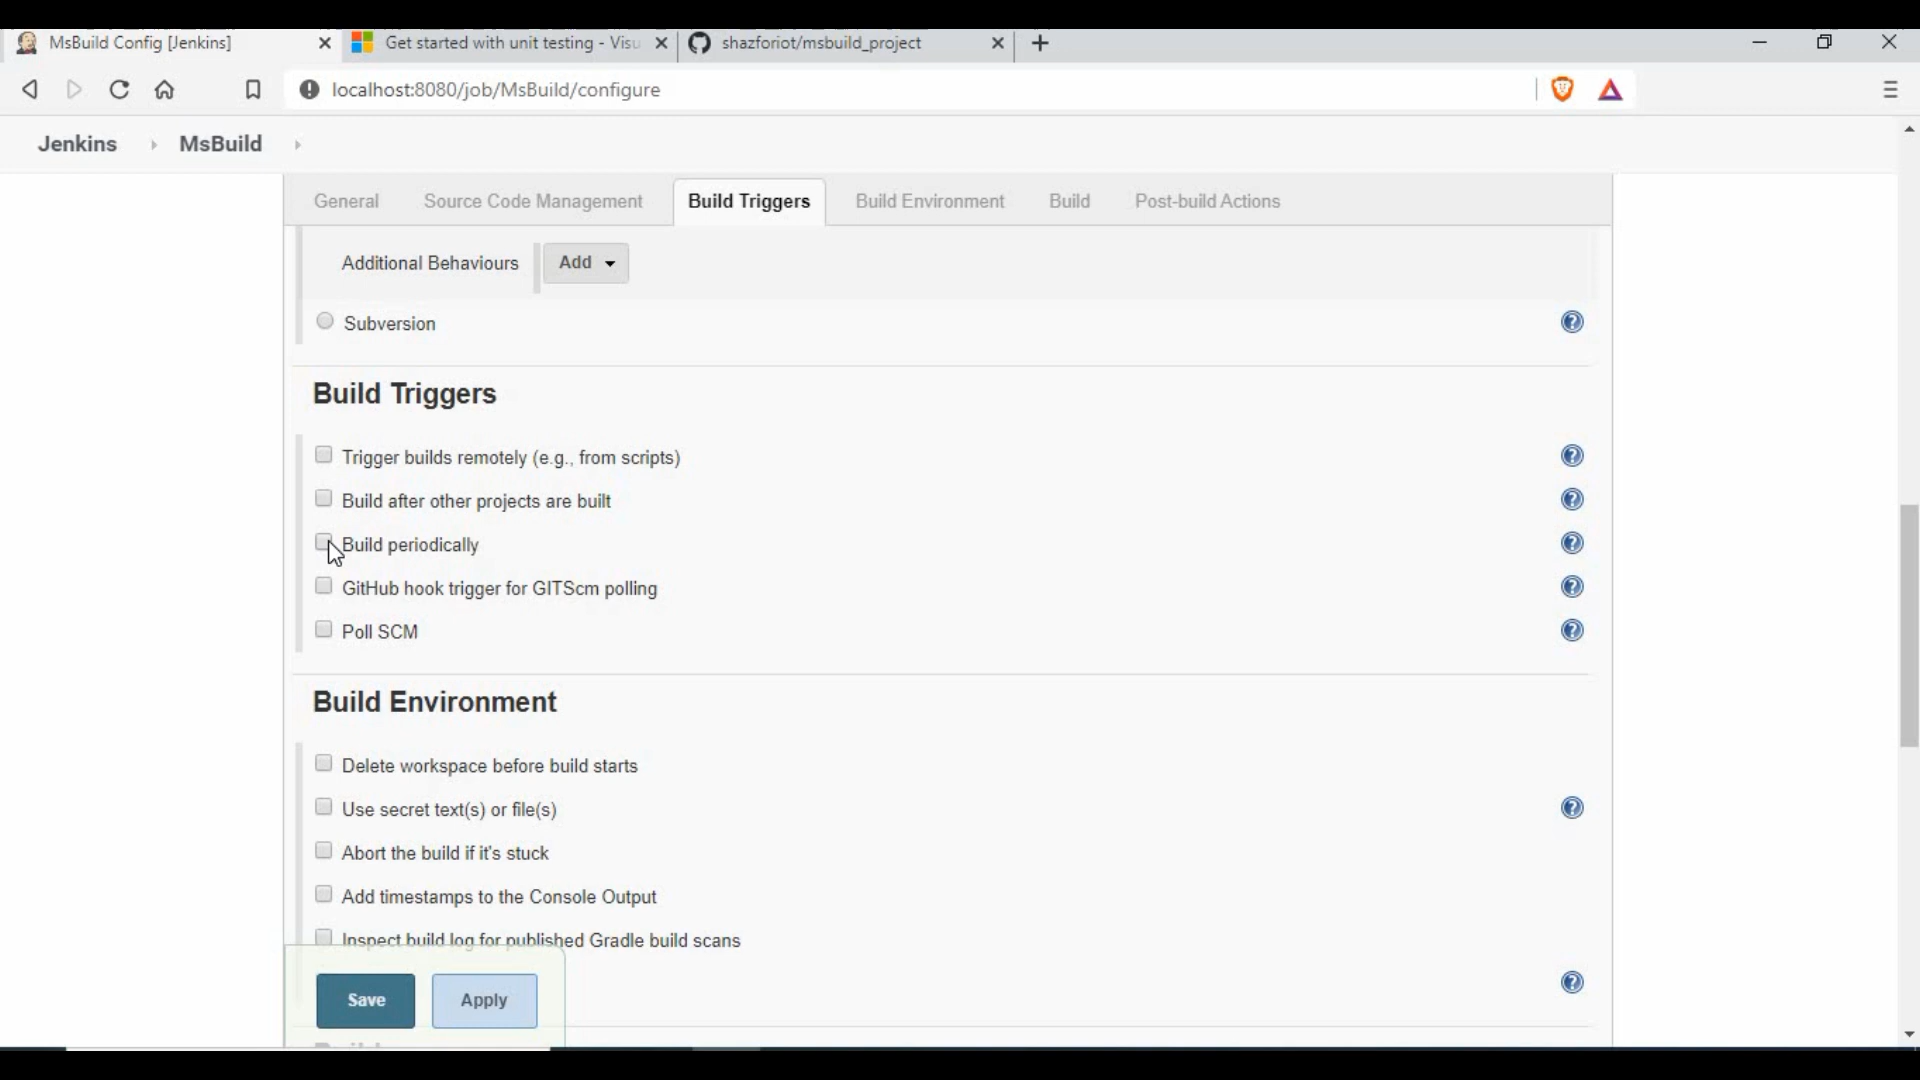 MsBuild Config [Jenkins]
Get started with unit testing - Visu
shazforiot/msbuild_project
localhost:8080/job/MsBuild/configure
Jenkins
MsBuild
General
Source Code Management
Build Triggers
Build Environment
Build
Post-build Actions
Additional Behaviours
Add
Subversion
Build Triggers
Trigger builds remotely (e.g., from scripts)
Build after other projects are built
Build periodically
GitHub hook trigger for GITScm polling
Poll SCM
Build Environment
Delete workspace before build starts
Use secret text(s) or file(s)
Abort the build if it's stuck
Add timestamps to the Console Output
Inspect build log for published Gradle build scans
Save
Apply